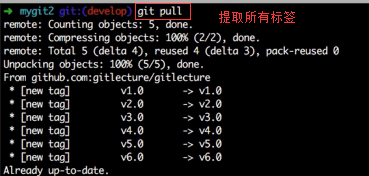 ➜ mygit2 git:(develop) git pull 提取所有标签
remote: Counting objects: 5, done.
remote: Compressing objects: 100% (2/2), done.
remote: Total 5 (delta 4), reused 4 (delta 3), pack-reused 0
Unpacking objects: 100% (5/5), done.
From github.com:gitlecture/gitlecture
* [new tag] v1.0 -> v1.0
* [new tag] v2.0 -> v2.0
* [new tag] v3.0 -> v3.0
* [new tag] v4.0 -> v4.0
* [new tag] v5.0 -> v5.0
* [new tag] v6.0 -> v6.0
Already up-to-date.